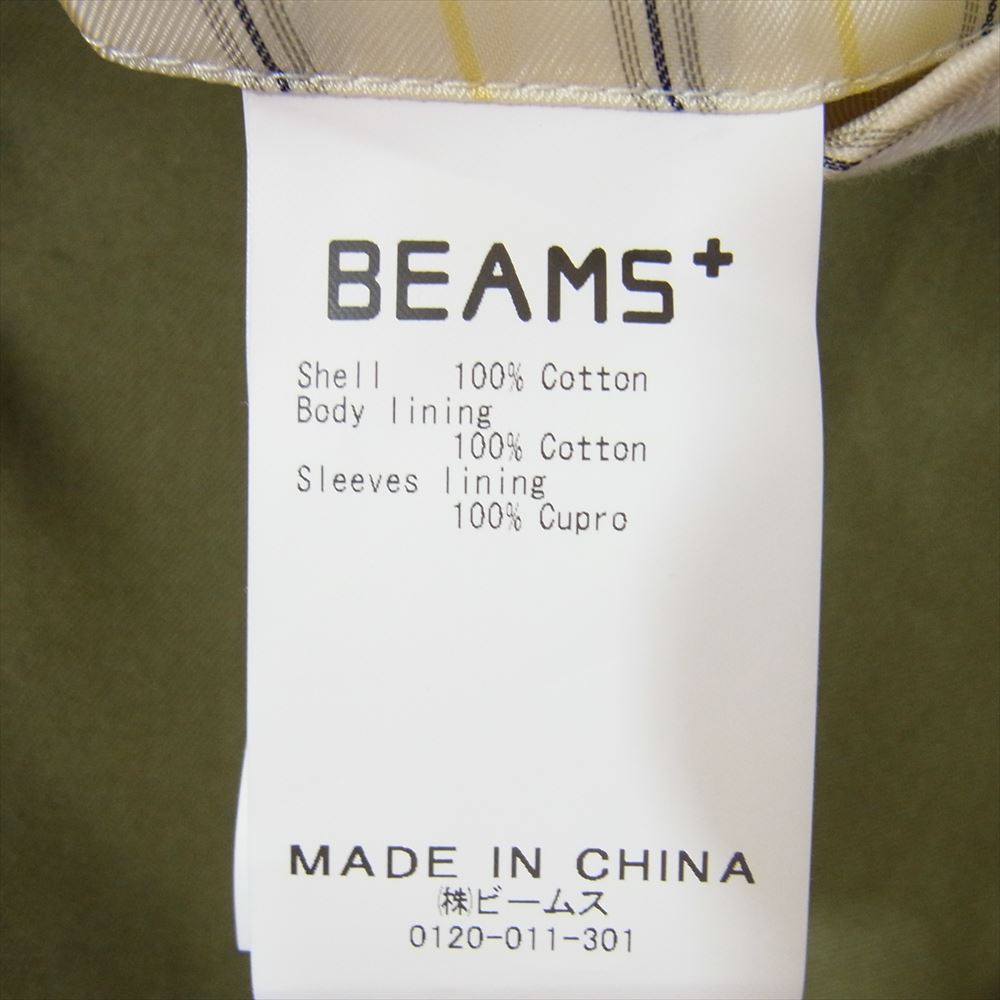 BEAMS+
Shell 100% Cotton
Body lining
100% Cotton
Sleeves lining
100% Cupro
MADE IN CHINA
㈱ビームス
0120-011-301